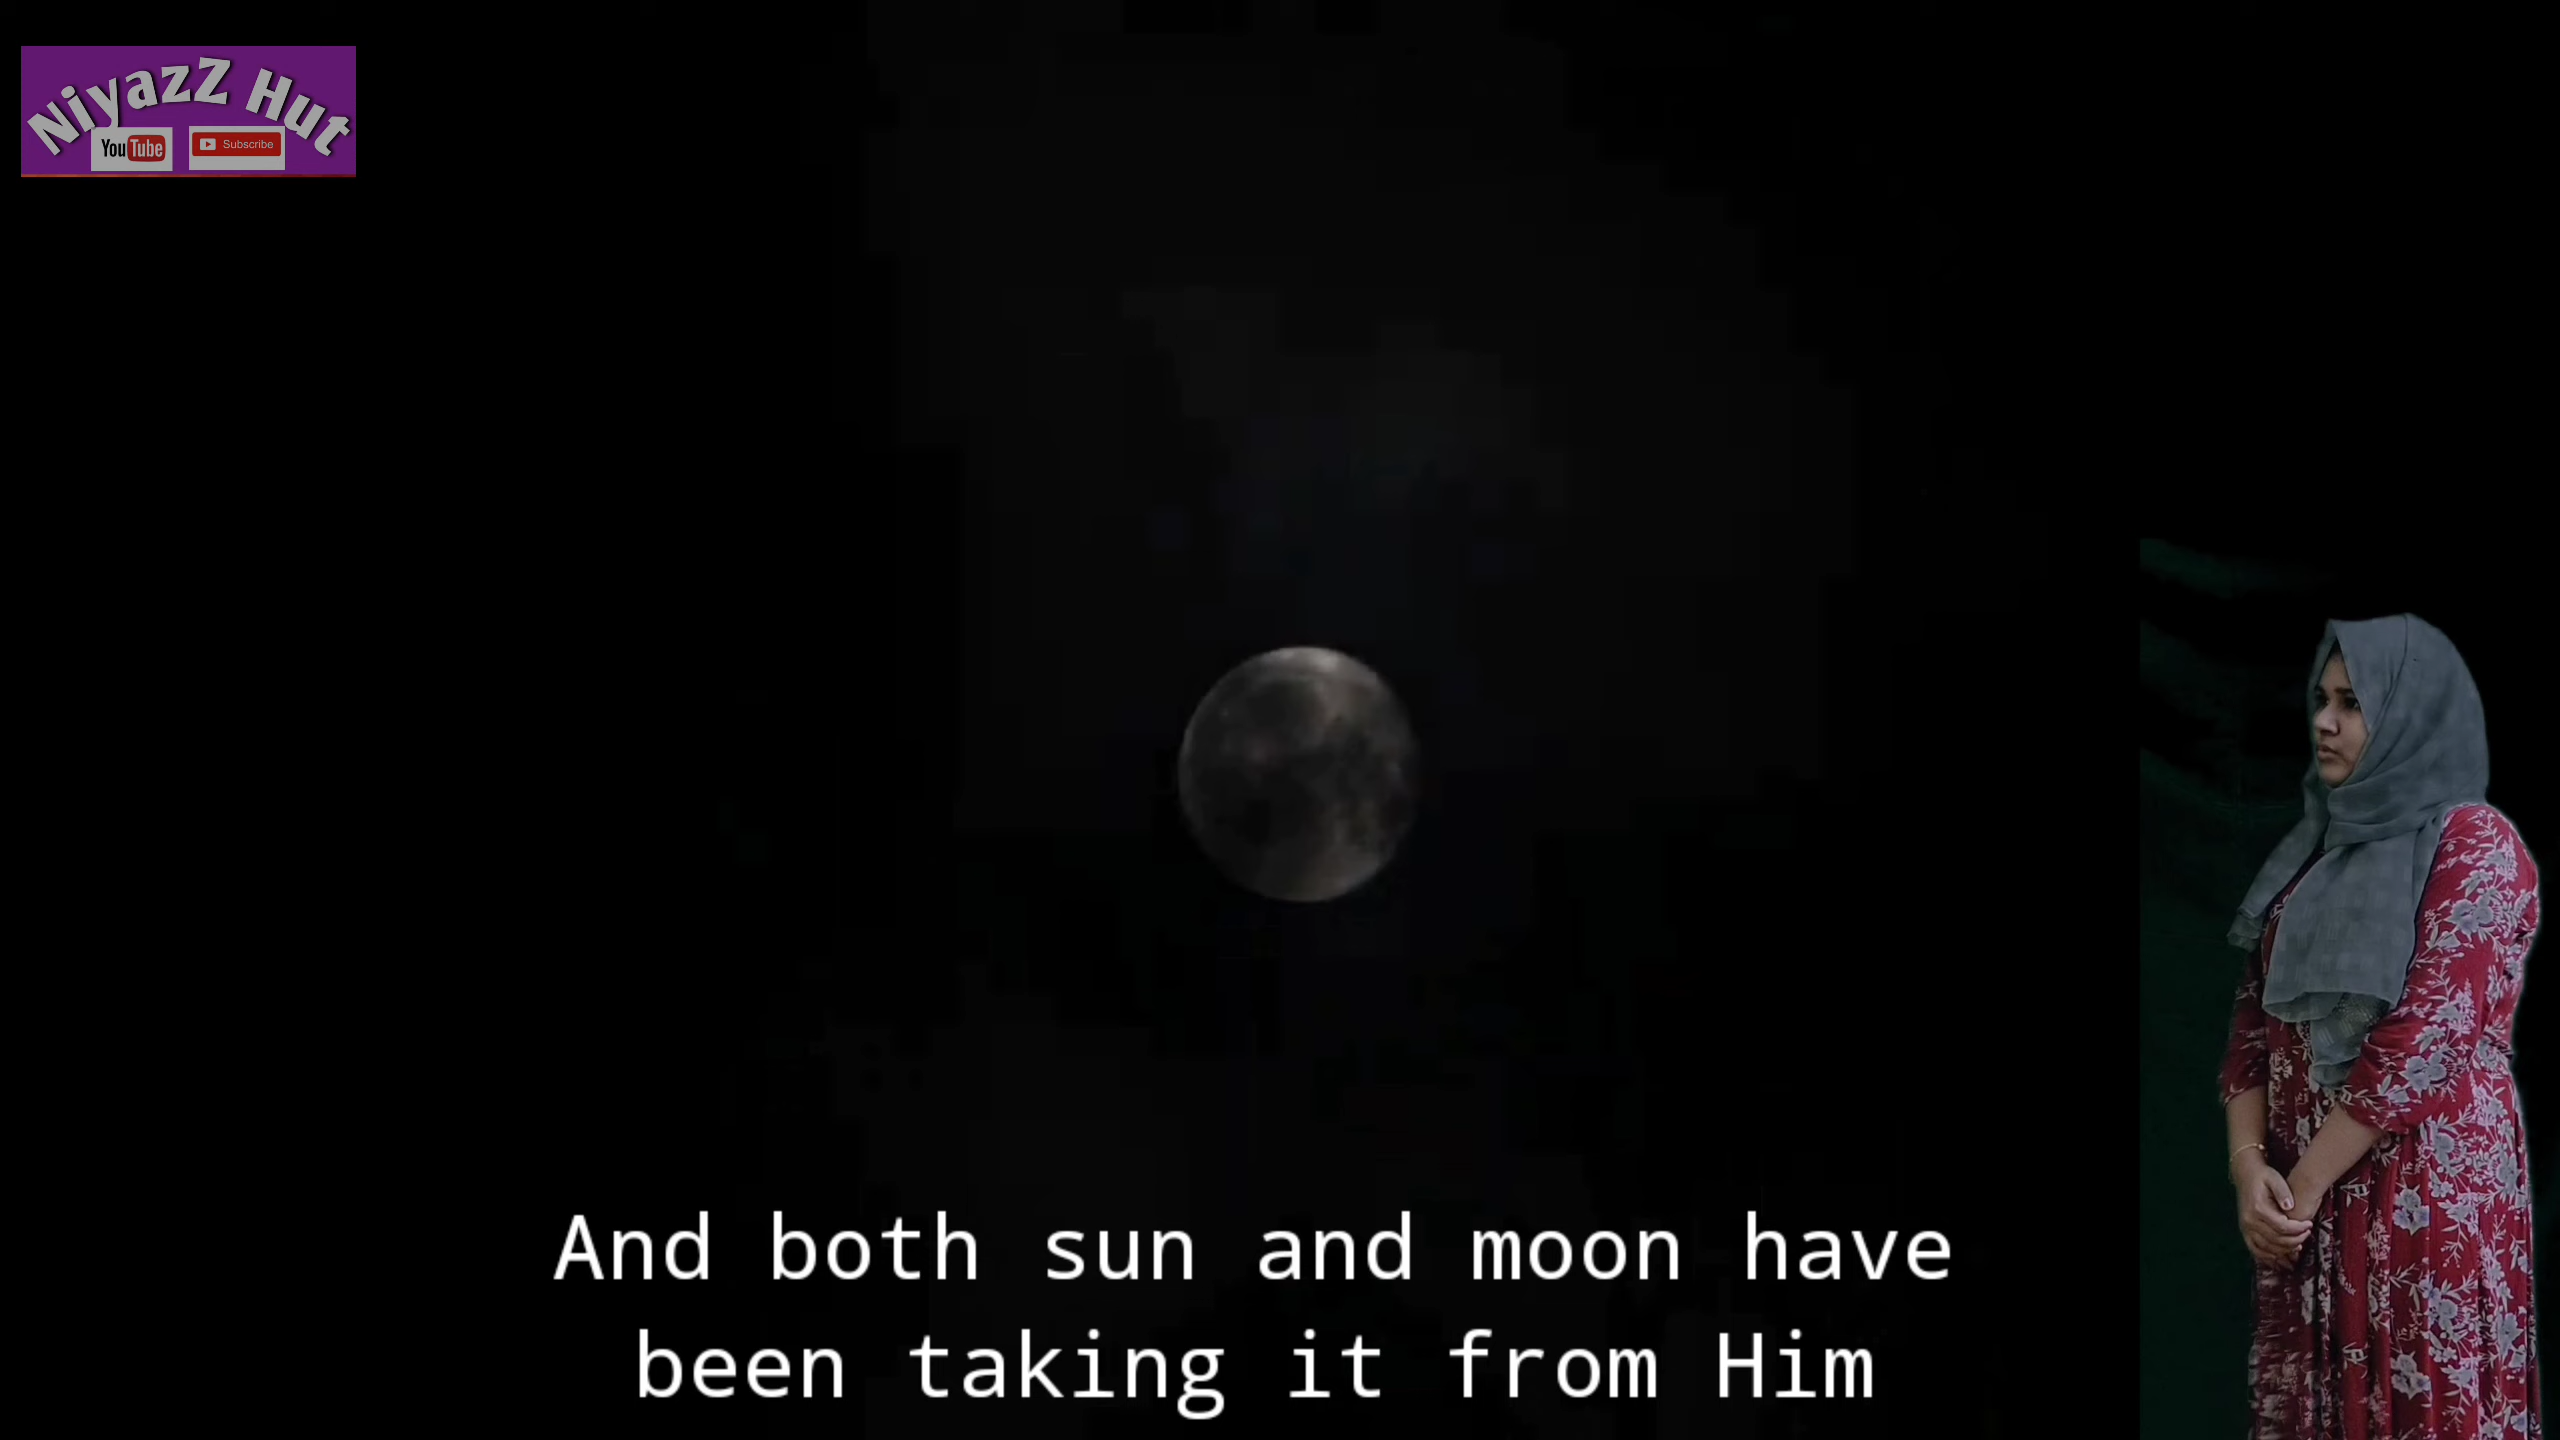 NiyazZ Hut
YouTube Subscribe
And both sun and moon have
been taking it from Him